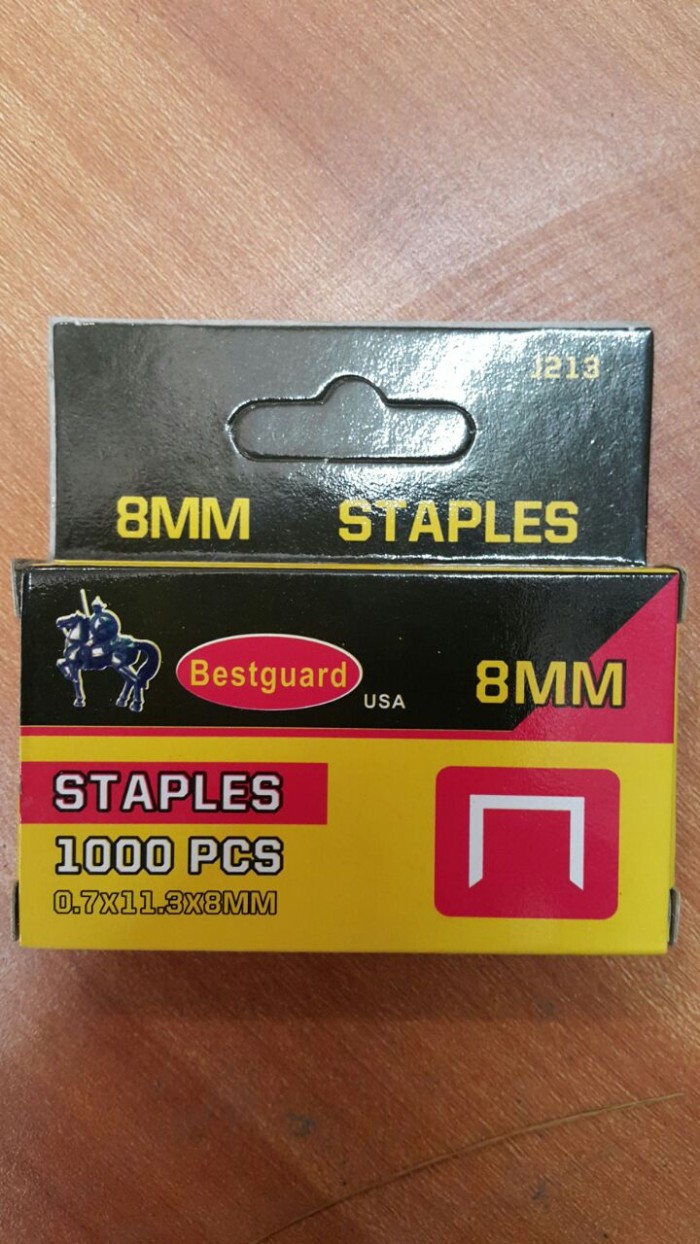 J213
8MM STAPLES
Bestguard USA 8MM
STAPLES
1000 PCS
0.7x11.3x8MM